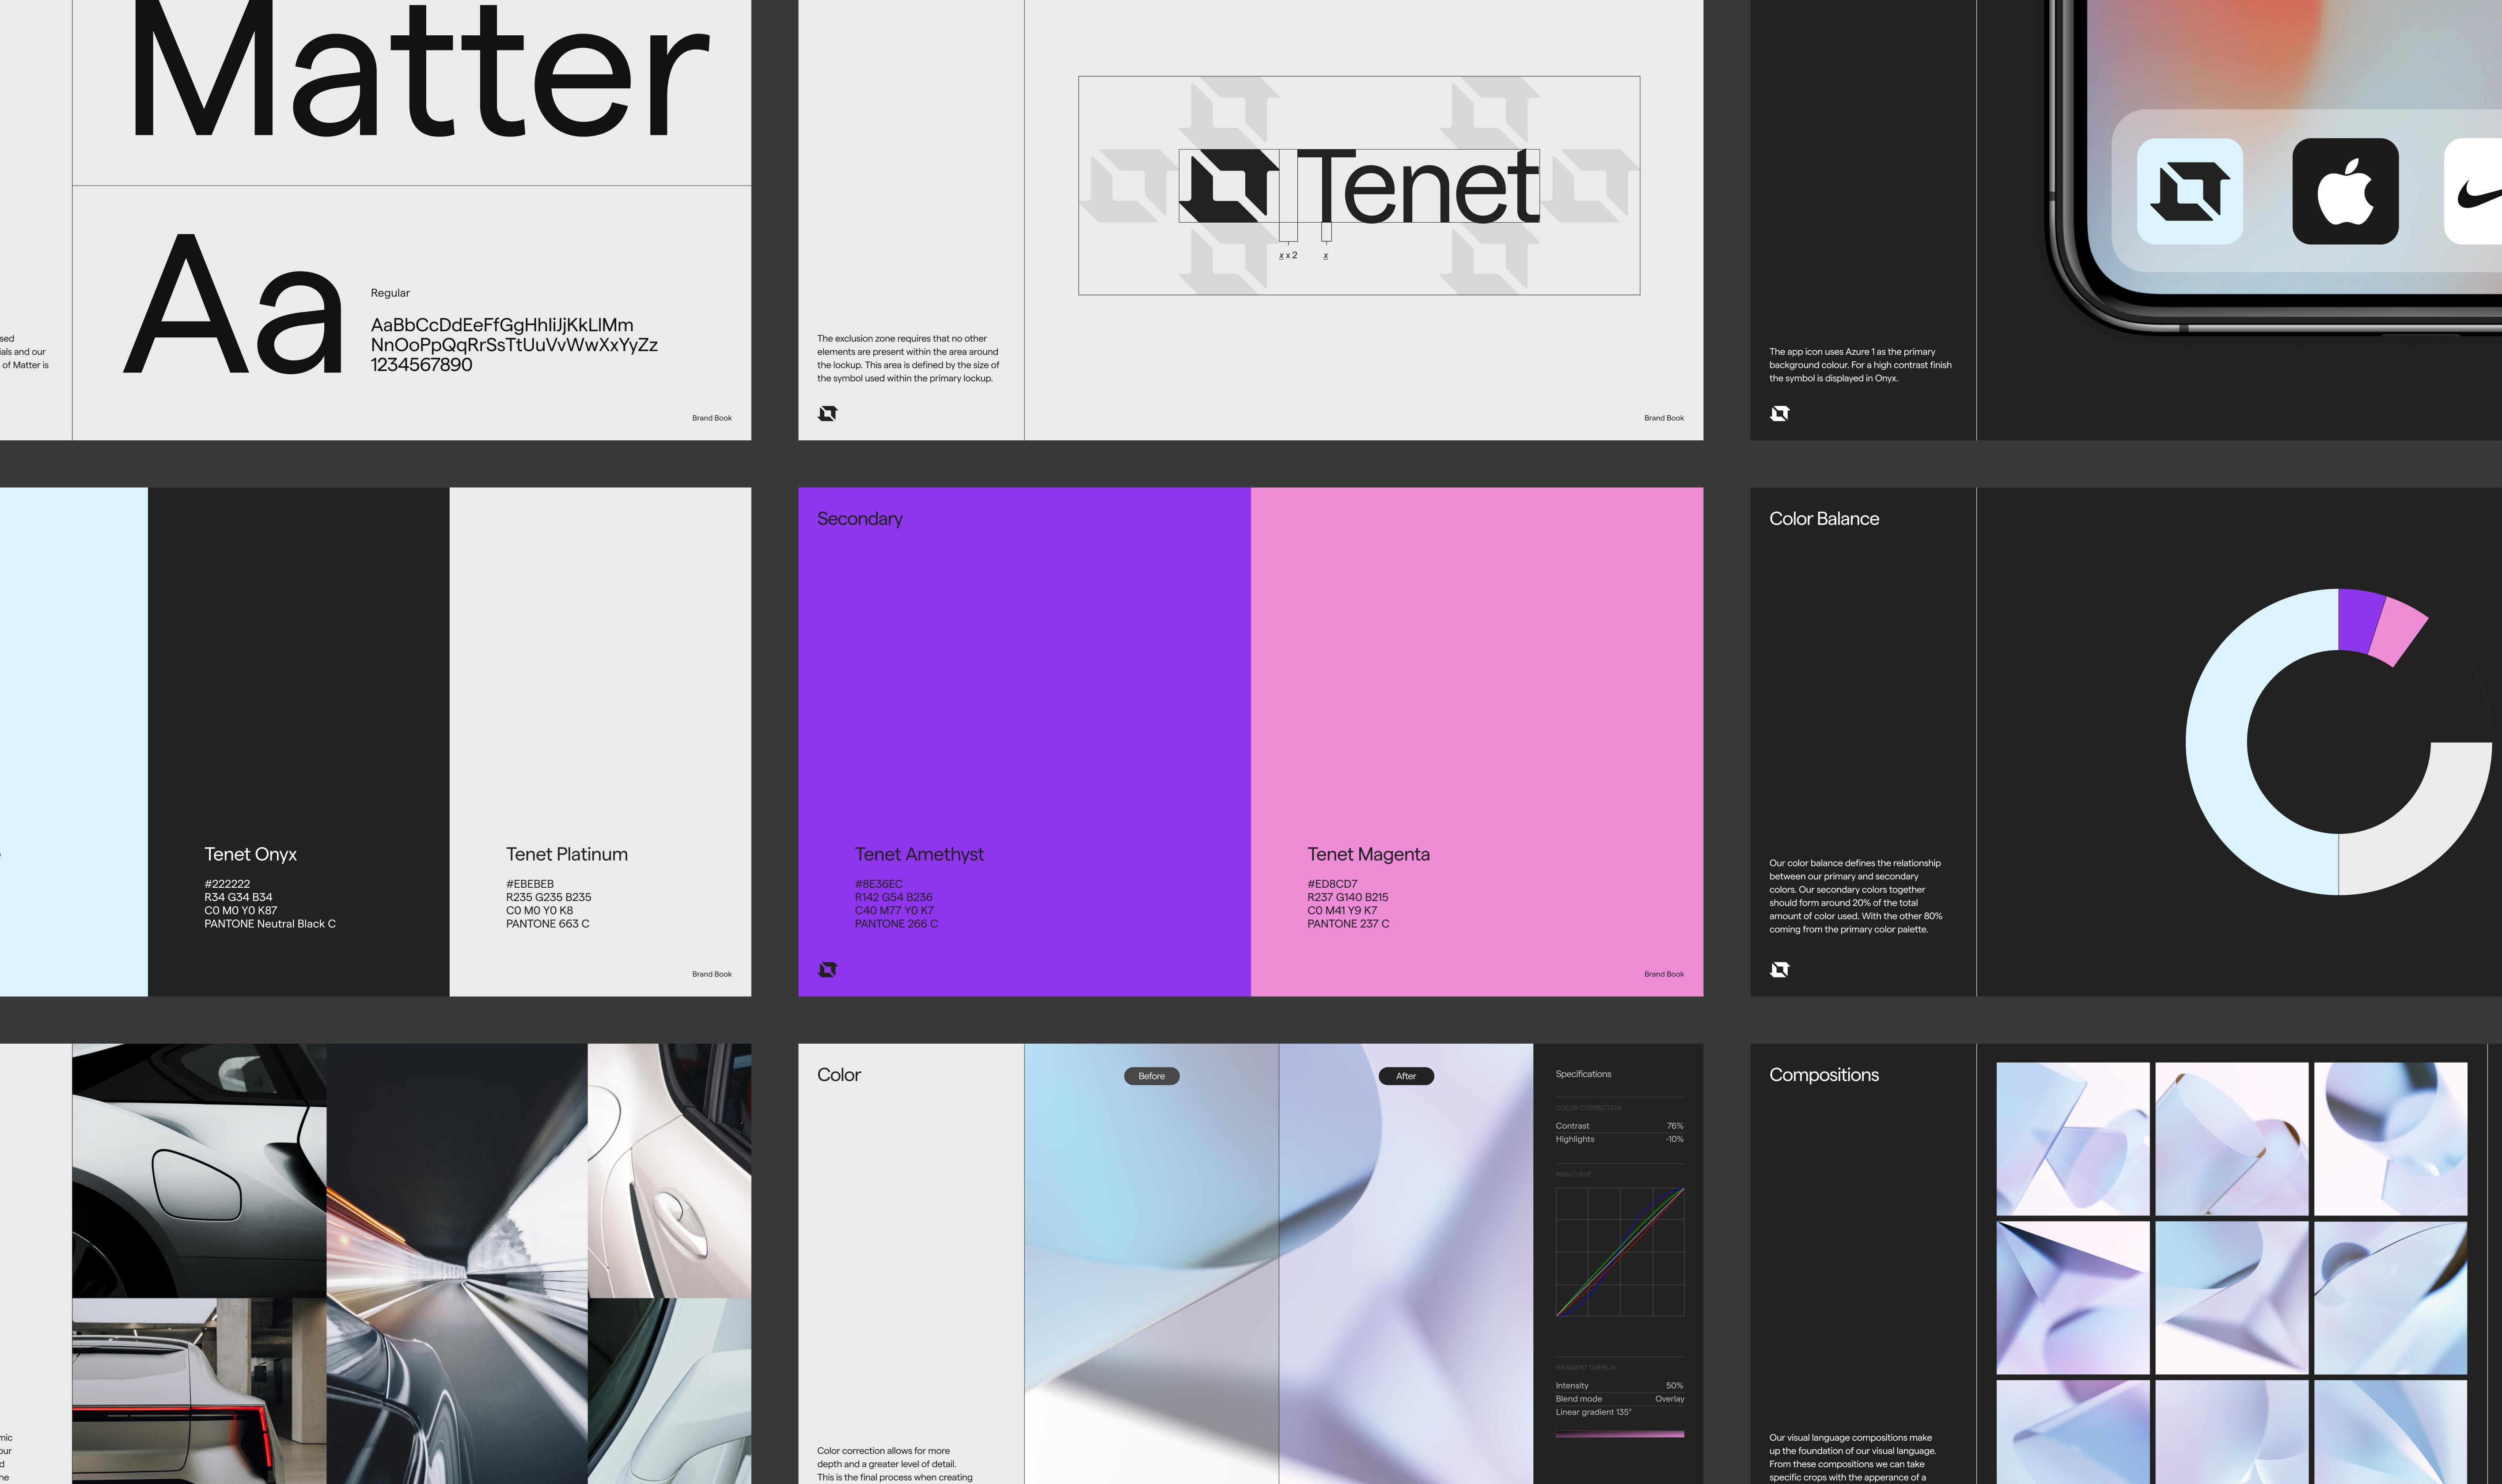 Matter
Aa
Regular
AaBbCcDdEeFfGgHhIiJjKkLlMm
NnOoPpQqRrSsTtUuVvWwXxYyZz
1234567890
sed
ials and our
of Matter is
Brand Book
Tenet
x x 2
x
The exclusion zone requires that no other
elements are present within the area around
the lockup. This area is defined by the size of
the symbol used within the primary lockup.
Brand Book
The app icon uses Azure 1 as the primary
background colour. For a high contrast finish
the symbol is displayed in Onyx.
Tenet Onyx
#222222
R34 G34 B34
C0 M0 Y0 K87
PANTONE Neutral Black C
Tenet Platinum
#EBEBEB
R235 G235 B235
C0 M0 Y0 K8
PANTONE 663 C
Brand Book
Secondary
Tenet Amethyst
#8E36EC
R142 G54 B236
C40 M77 Y0 K7
PANTONE 266 C
Tenet Magenta
#ED8CD7
R237 G140 B215
C0 M41 Y9 K7
PANTONE 237 C
Brand Book
Color Balance
Our color balance defines the relationship
between our primary and secondary
colors. Our secondary colors together
should form around 20% of the total
amount of color used. With the other 80%
coming from the primary color palette.
mic
our
d
he
Color
Before
After
Color correction allows for more
depth and a greater level of detail.
This is the final process when creating
Specifications
COLOR CORRECTION
Contrast 76%
Highlights -10%
RBG CURVE
GRADIENT OVERLAY
Intensity 50%
Blend mode Overlay
Linear gradient 135°
Compositions
Our visual language compositions make
up the foundation of our visual language.
From these compositions we can take
specific crops with the apperance of a